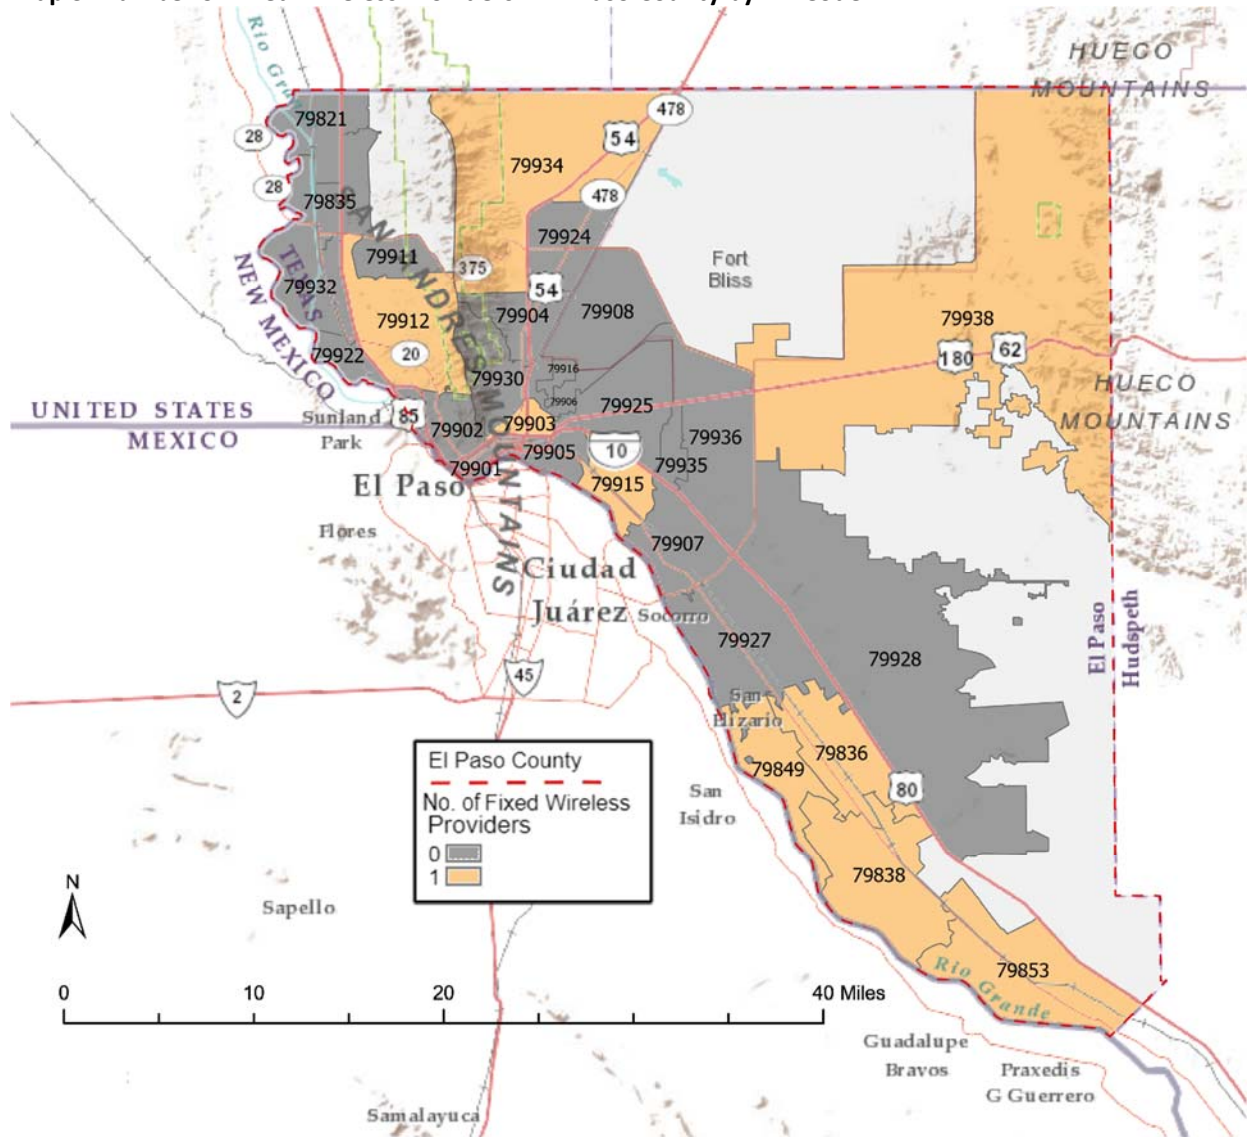 HUECO
MOUNTAINS
Rio Grande
478
28
79821
54
79934
28
79835
478
79924
SAN ANDRES MOUNTAINS
79911
375
Fort
Bliss
TEXAS
NEW MEXICO
79932
54
79904
79908
79912
79938
20
79922
180
62
79916
79930
79906
79925
HUECO
MOUNTAINS
UNITED STATES
MEXICO
Sunland
Park
85
79902
79903
79936
79905
10
79935
79901
El Paso
79915
Flores
79907
Ciudad
Juárez
Socorro
79927
79928
El Paso
Hudspeth
45
2
San
Elizario
79836
79849
80
San
Isidro
El Paso County
No. of Fixed Wireless
Providers
0
1
79838
N
Sapello
79853
Rio Grande
0
10
20
40 Miles
Guadalupe
Bravos
Praxedis
G Guerrero
Samalayuca